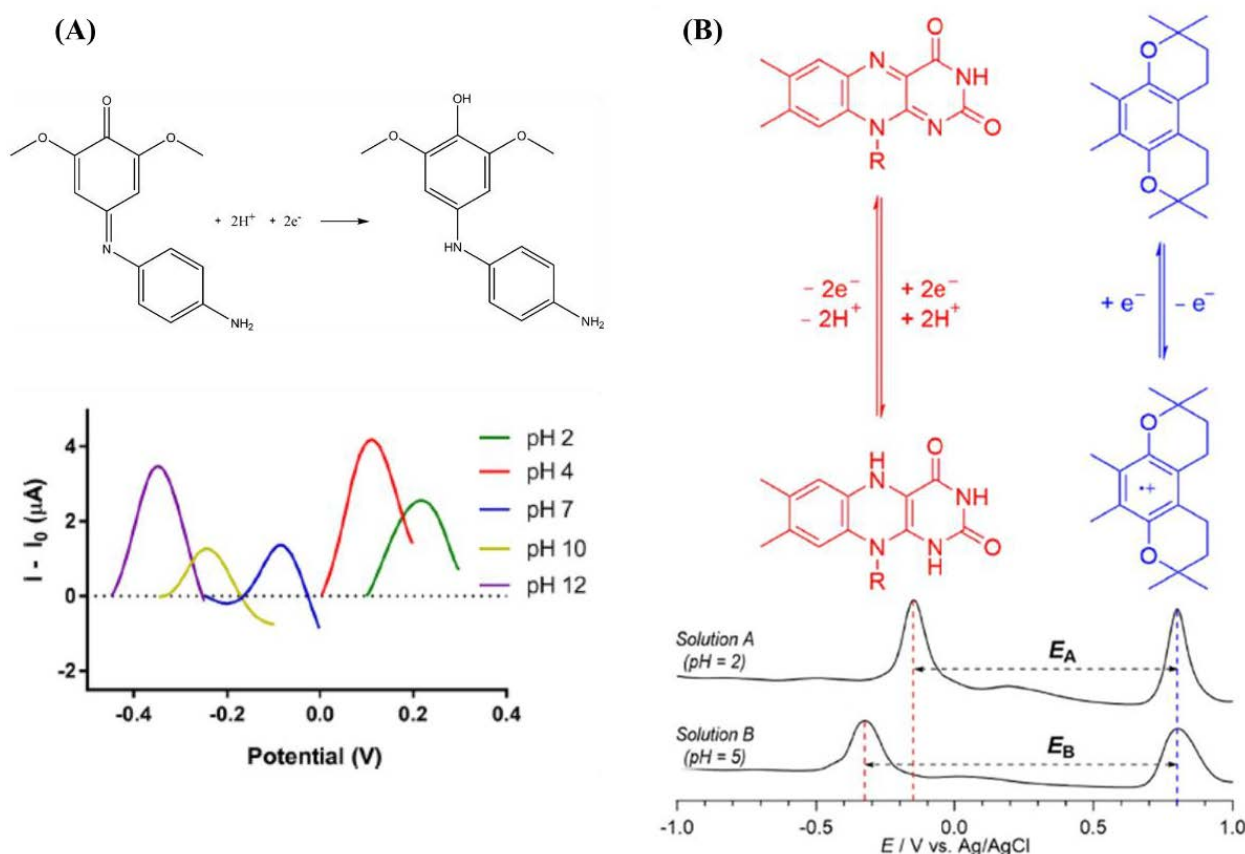 (A)
O
O
O
N
NH₂
+ 2H⁺ + 2e⁻
OH
O
O
HN
NH₂
I - I₀ (μA)
4
2
0
-2
pH 2
pH 4
pH 7
pH 10
pH 12
-0.4
-0.2
0.0
0.2
0.4
Potential (V)
(B)
O
N
NH
N
N
O
R
O
O
− 2e⁻
− 2H⁺
+ 2e⁻
+ 2H⁺
+ e⁻
− e⁻
H
N
O
NH
N
N
O
R
H
O
•+
O
Solution A
(pH = 2)
E_A
Solution B
(pH = 5)
E_B
-1.0
-0.5
0.0
0.5
1.0
E / V vs. Ag/AgCl